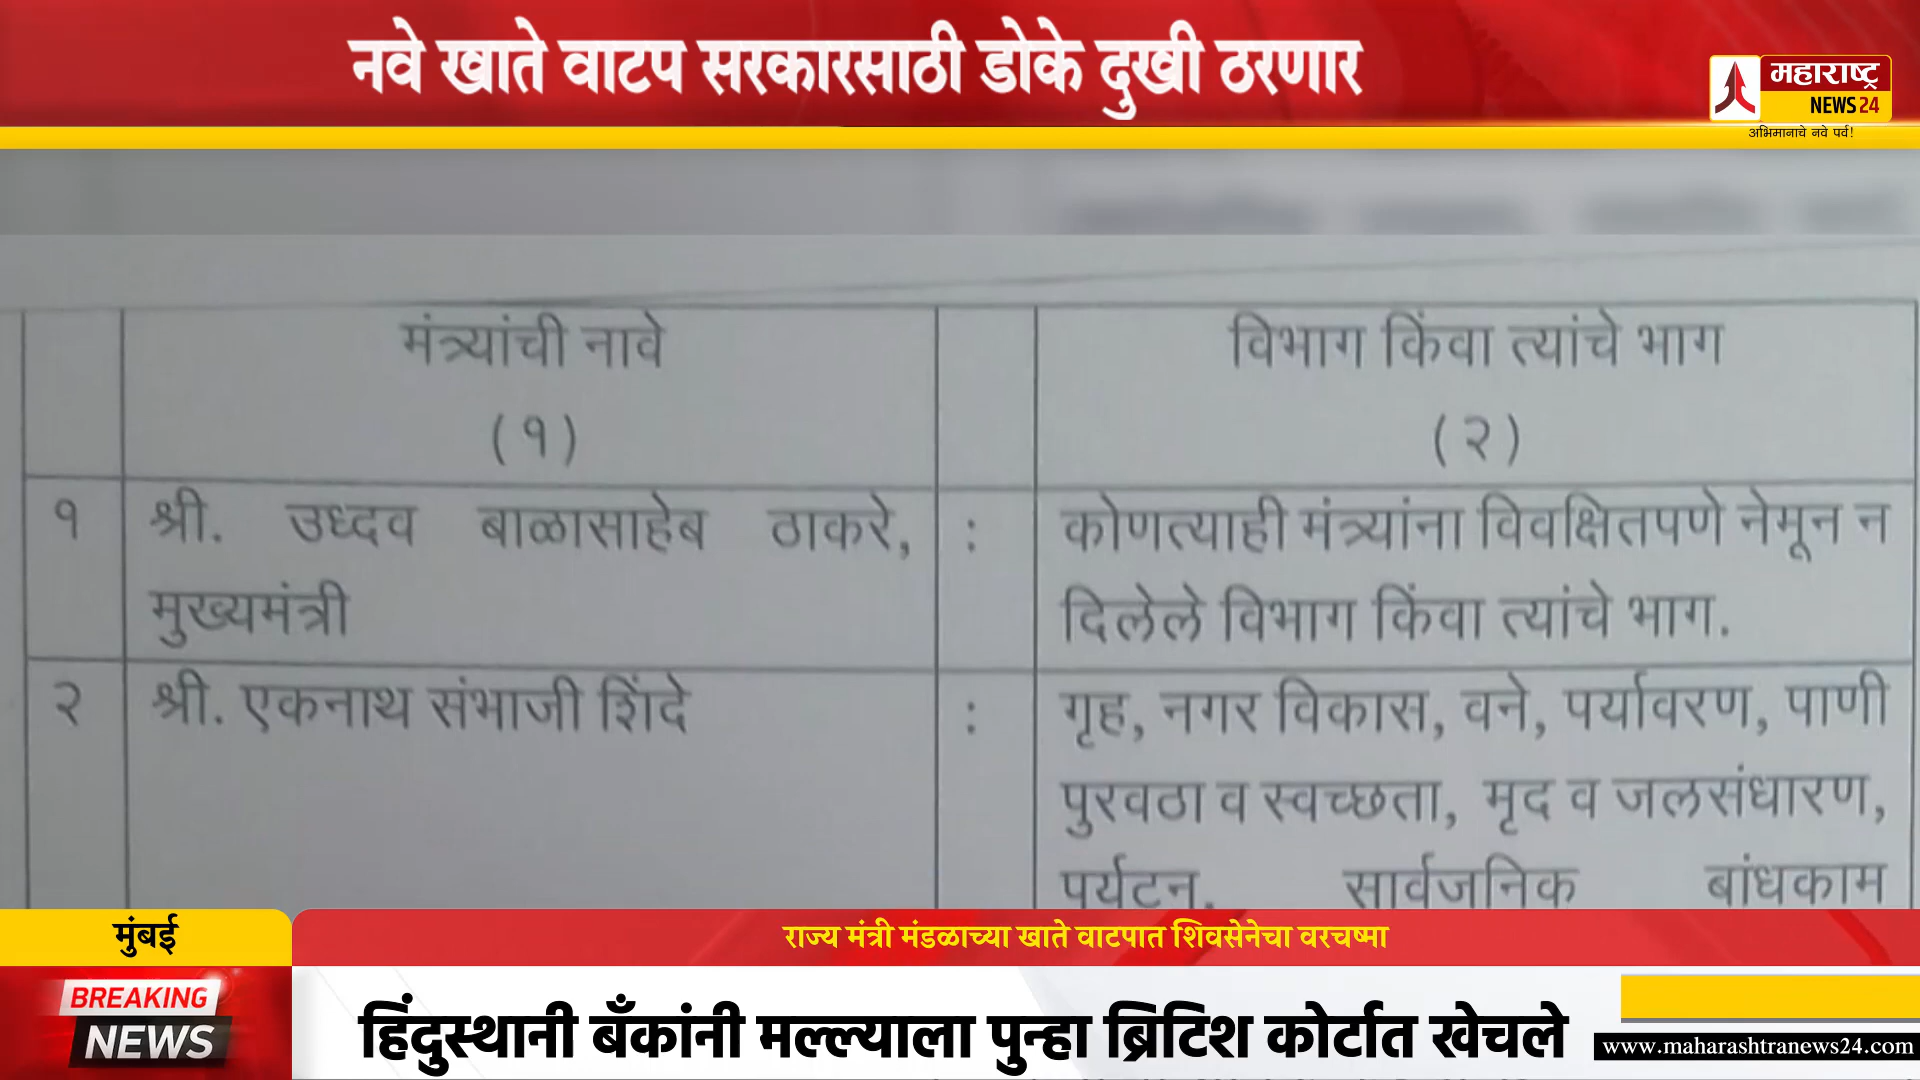 नवे खाते वाटप सरकारसाठी डोके दुखी ठरणार
महाराष्ट्र
NEWS 24
अभिमानाचे नवे पर्व!
मंत्र्यांची नावे
विभाग किंवा त्यांचे भाग
(१)
(२)
१ श्री. उध्दव बाळासाहेब ठाकरे, : कोणत्याही मंत्र्यांना विवक्षितपणे नेमून न
मुख्यमंत्री
दिलेले विभाग किंवा त्यांचे भाग.
२ श्री. एकनाथ संभाजी शिंदे : गृह, नगर विकास, वने, पर्यावरण, पाणी
पुरवठा व स्वच्छता, मृद व जलसंधारण,
पर्यटन, सार्वजनिक बांधकाम
मुंबई
राज्य मंत्री मंडळाच्या खाते वाटपात शिवसेनेचा वरचष्मा
BREAKING
NEWS
हिंदुस्थानी बँकांनी मल्ल्याला पुन्हा ब्रिटिश कोर्टात खेचले
www.maharashtranews24.com